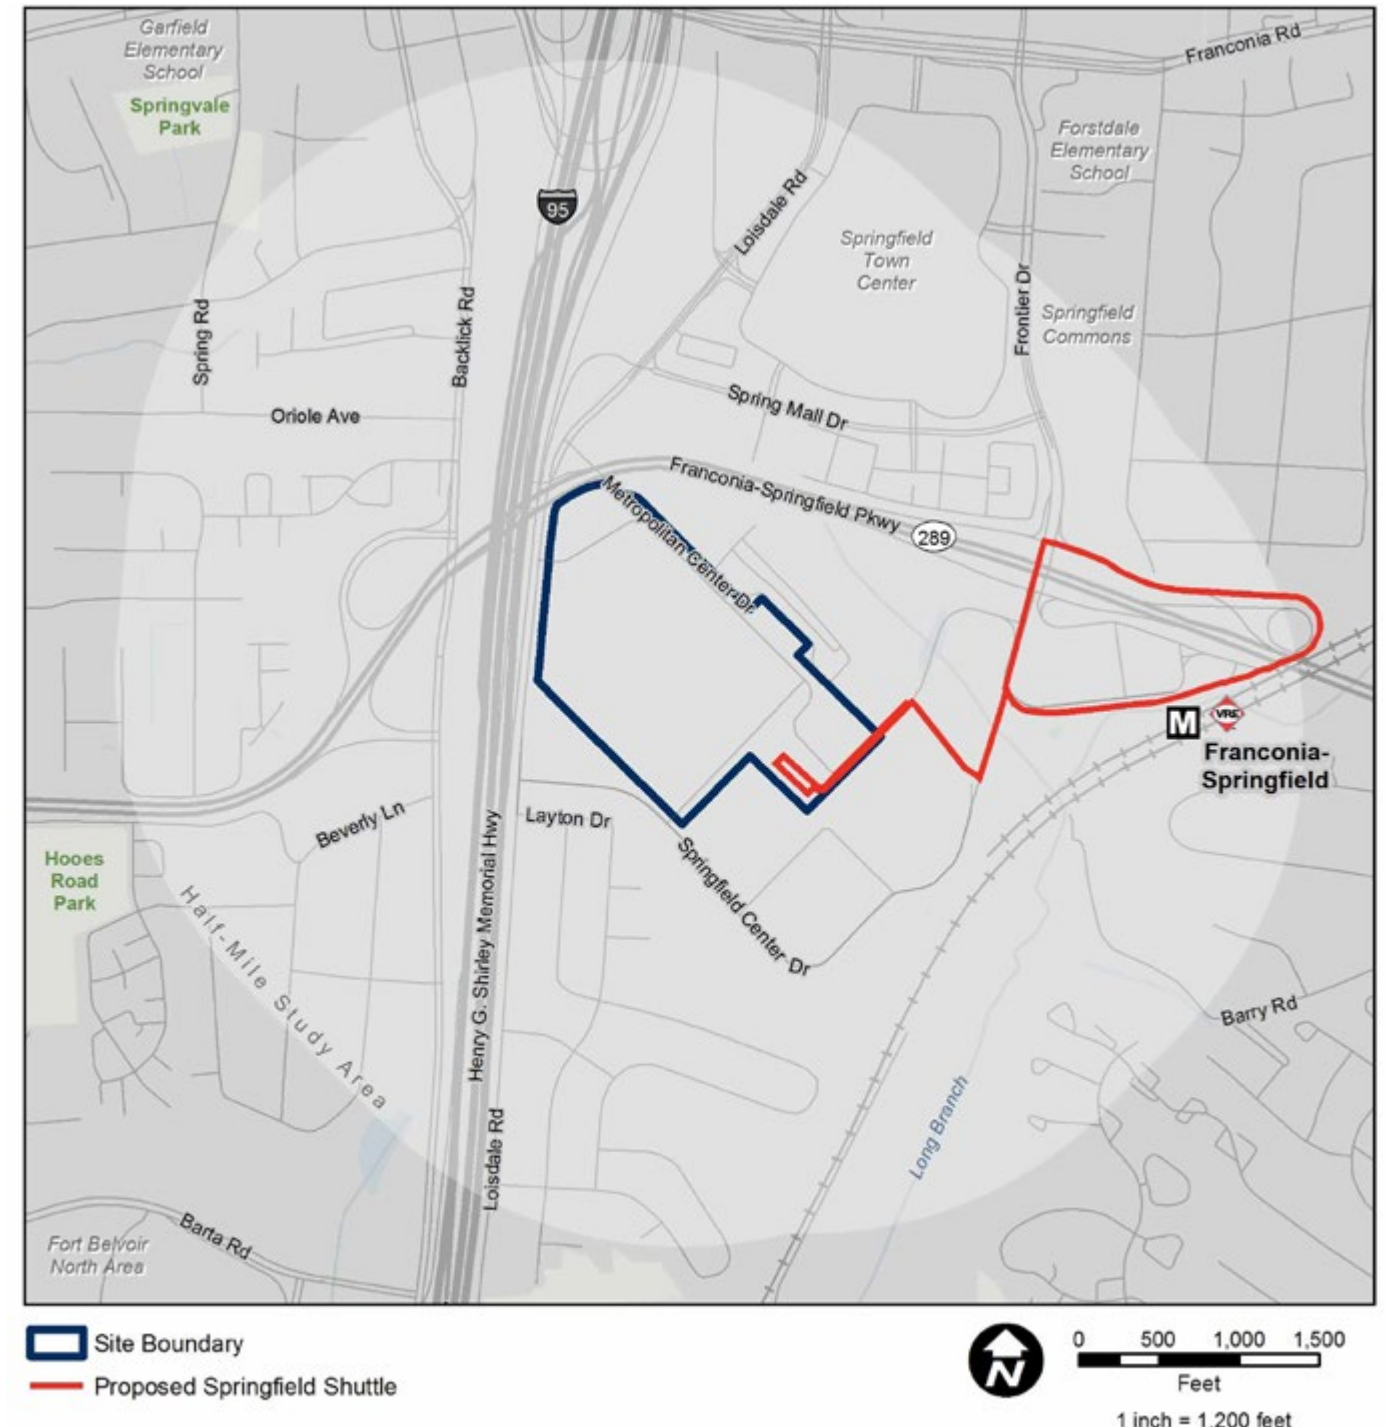 Franconia Rd
Garfield
Elementary
School
Springvale
Park
Forstdale
Elementary
School
95
Loisdale Rd
Springfield
Town
Center
Frontier Dr
Springfield
Commons
Spring Rd
Backlick Rd
Oriole Ave
Spring Mall Dr
Franconia-Springfield Pkwy
289
Metropolitan Center Dr
M
VRE
Franconia-
Springfield
Beverly Ln
Layton Dr
Springfield Center Dr
Hooes
Road
Park
Half-Mile Study Area
Henry G. Shirley Memorial Hwy
Barry Rd
Long Branch
Loisdale Rd
Barta Rd
Fort Belvoir
North Area
Site Boundary
Proposed Springfield Shuttle
N
0 500 1,000 1,500
Feet
1 inch = 1,200 feet